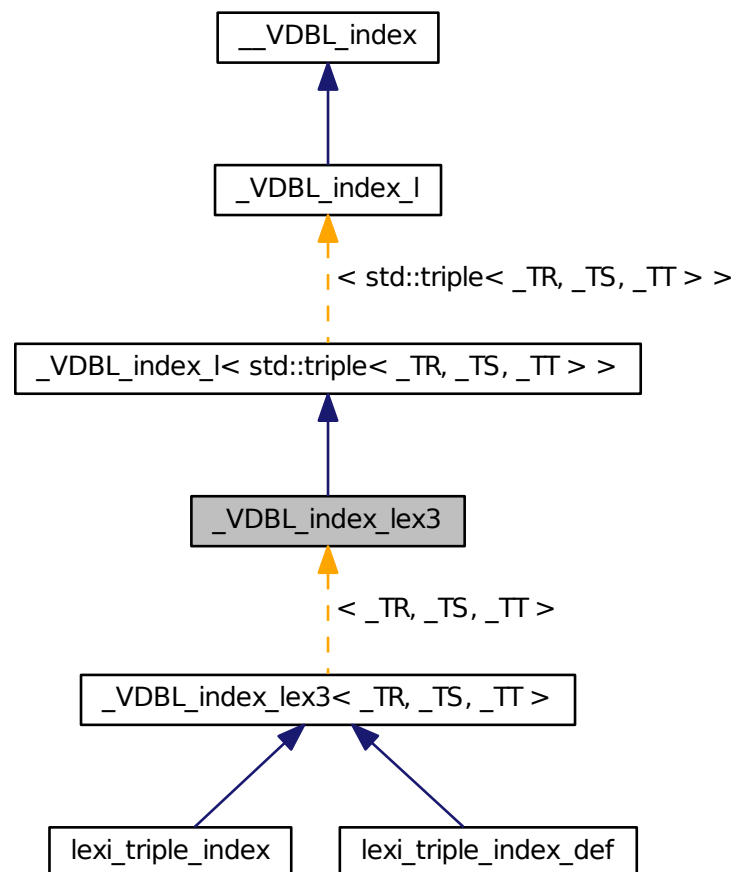 __VDBL_index
_VDBL_index_l
< std::triple< _TR, _TS, _TT > >
_VDBL_index_l< std::triple< _TR, _TS, _TT > >
_VDBL_index_lex3
< _TR, _TS, _TT >
_VDBL_index_lex3< _TR, _TS, _TT >
lexi_triple_index
lexi_triple_index_def